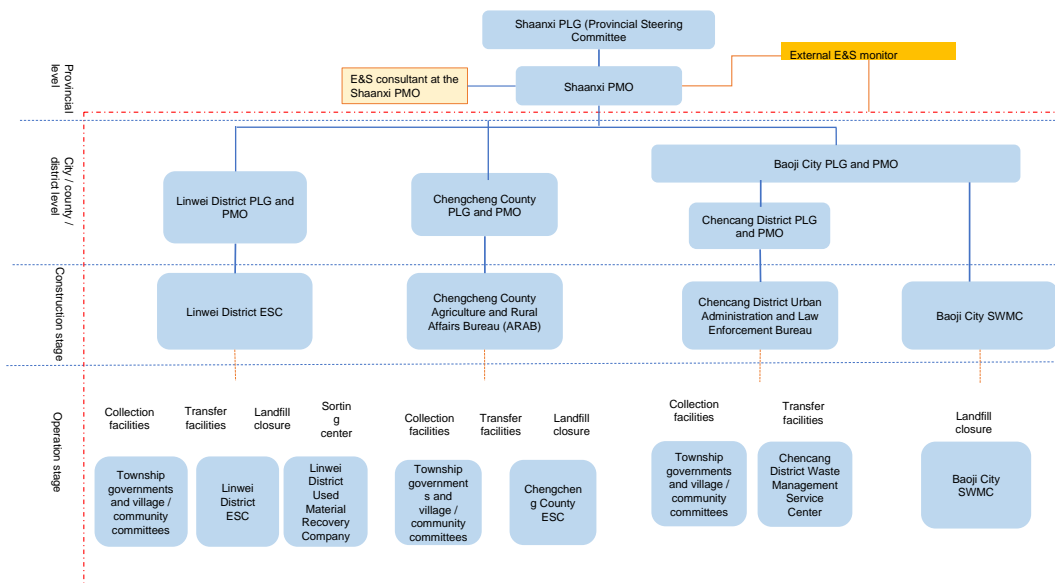 Shaanxi PLG (Provincial Steering
Committee
External E&S monitor
E&S consultant at the
Shaanxi PMO
Shaanxi PMO
Provincial
level
City / county /
district level
Baoji City PLG and PMO
Linwei District PLG and
PMO
Chengcheng County
PLG and PMO
Chencang District PLG
and PMO
Construction stage
Linwei District ESC
Chengcheng County
Agriculture and Rural
Affairs Bureau (ARAB)
Chencang District Urban
Administration and Law
Enforcement Bureau
Baoji City SWMC
Operation stage
Collection
facilities
Transfer
facilities
Landfill
closure
Sortin
g
center
Collection
facilities
Transfer
facilities
Landfill
closure
Collection
facilities
Transfer
facilities
Landfill
closure
Township
governments
and village /
community
committees
Linwei
District
ESC
Linwei
District
Used
Material
Recovery
Company
Township
government
s and
village /
community
committees
Chengchen
g County
ESC
Township
governments
and village /
community
committees
Chencang
District Waste
Management
Service
Center
Baoji City
SWMC